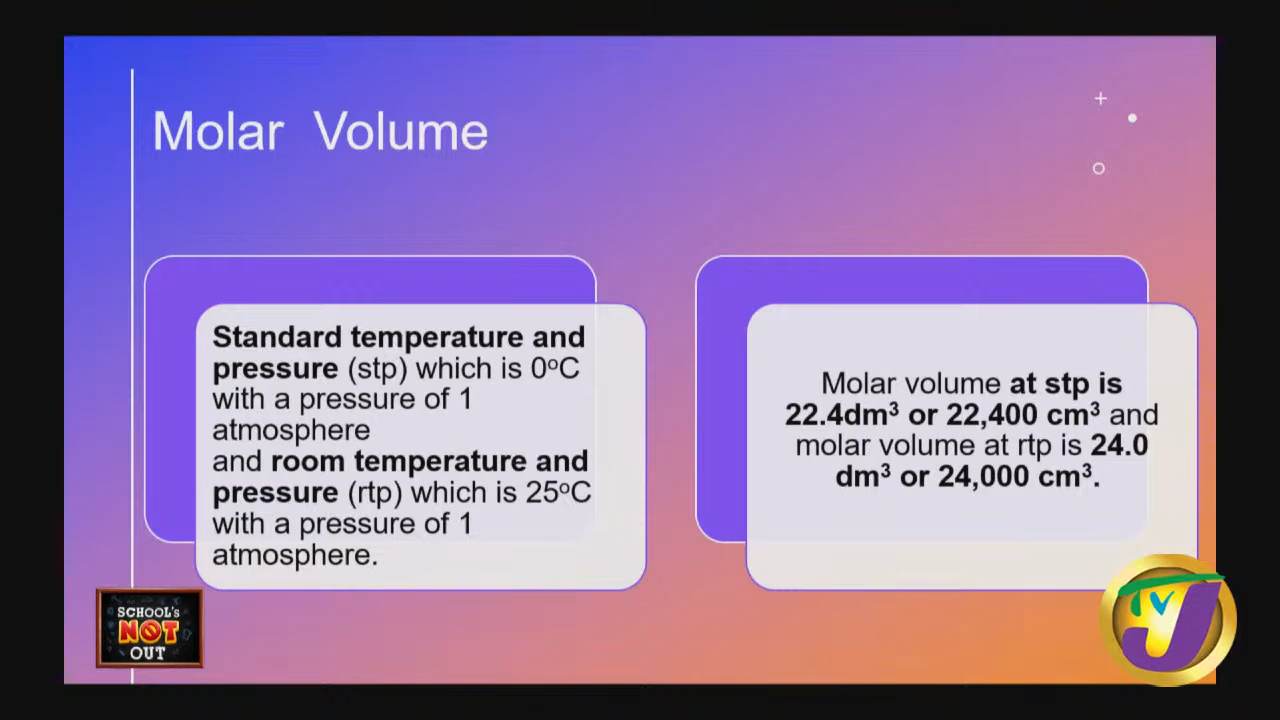 Molar Volume
Standard temperature and
pressure (stp) which is 0ᵒC
with a pressure of 1
atmosphere
and room temperature and
pressure (rtp) which is 25ᵒC
with a pressure of 1
atmosphere.
Molar volume at stp is
22.4dm³ or 22,400 cm³ and
molar volume at rtp is 24.0
dm³ or 24,000 cm³.
SCHOOL's
NOT
OUT
TVJ